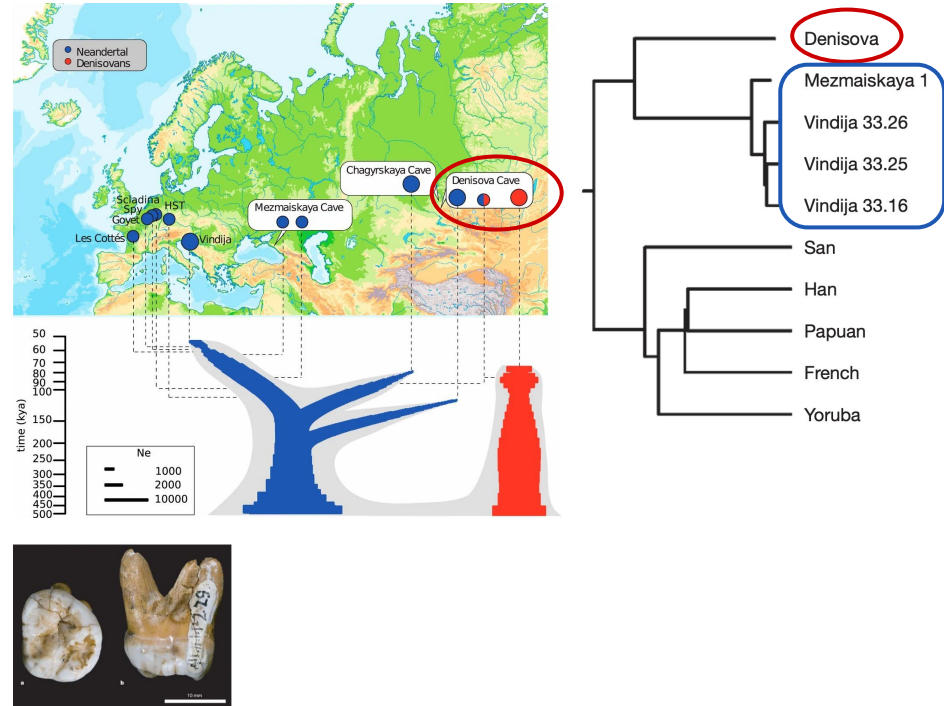 Neandertal
Denisovans
Chagyrskaya Cave
Denisova Cave
Scladina
Spy
HST
Goyet
Mezmaiskaya Cave
Les Cottés
Vindija
50
60
70
80
90
100
150
200
250
300
350
400
450
500
time (kya)
Ne
1000
2000
10000
Denisova
Mezmaiskaya 1
Vindija 33.26
Vindija 33.25
Vindija 33.16
San
Han
Papuan
French
Yoruba
a
b
10 mm